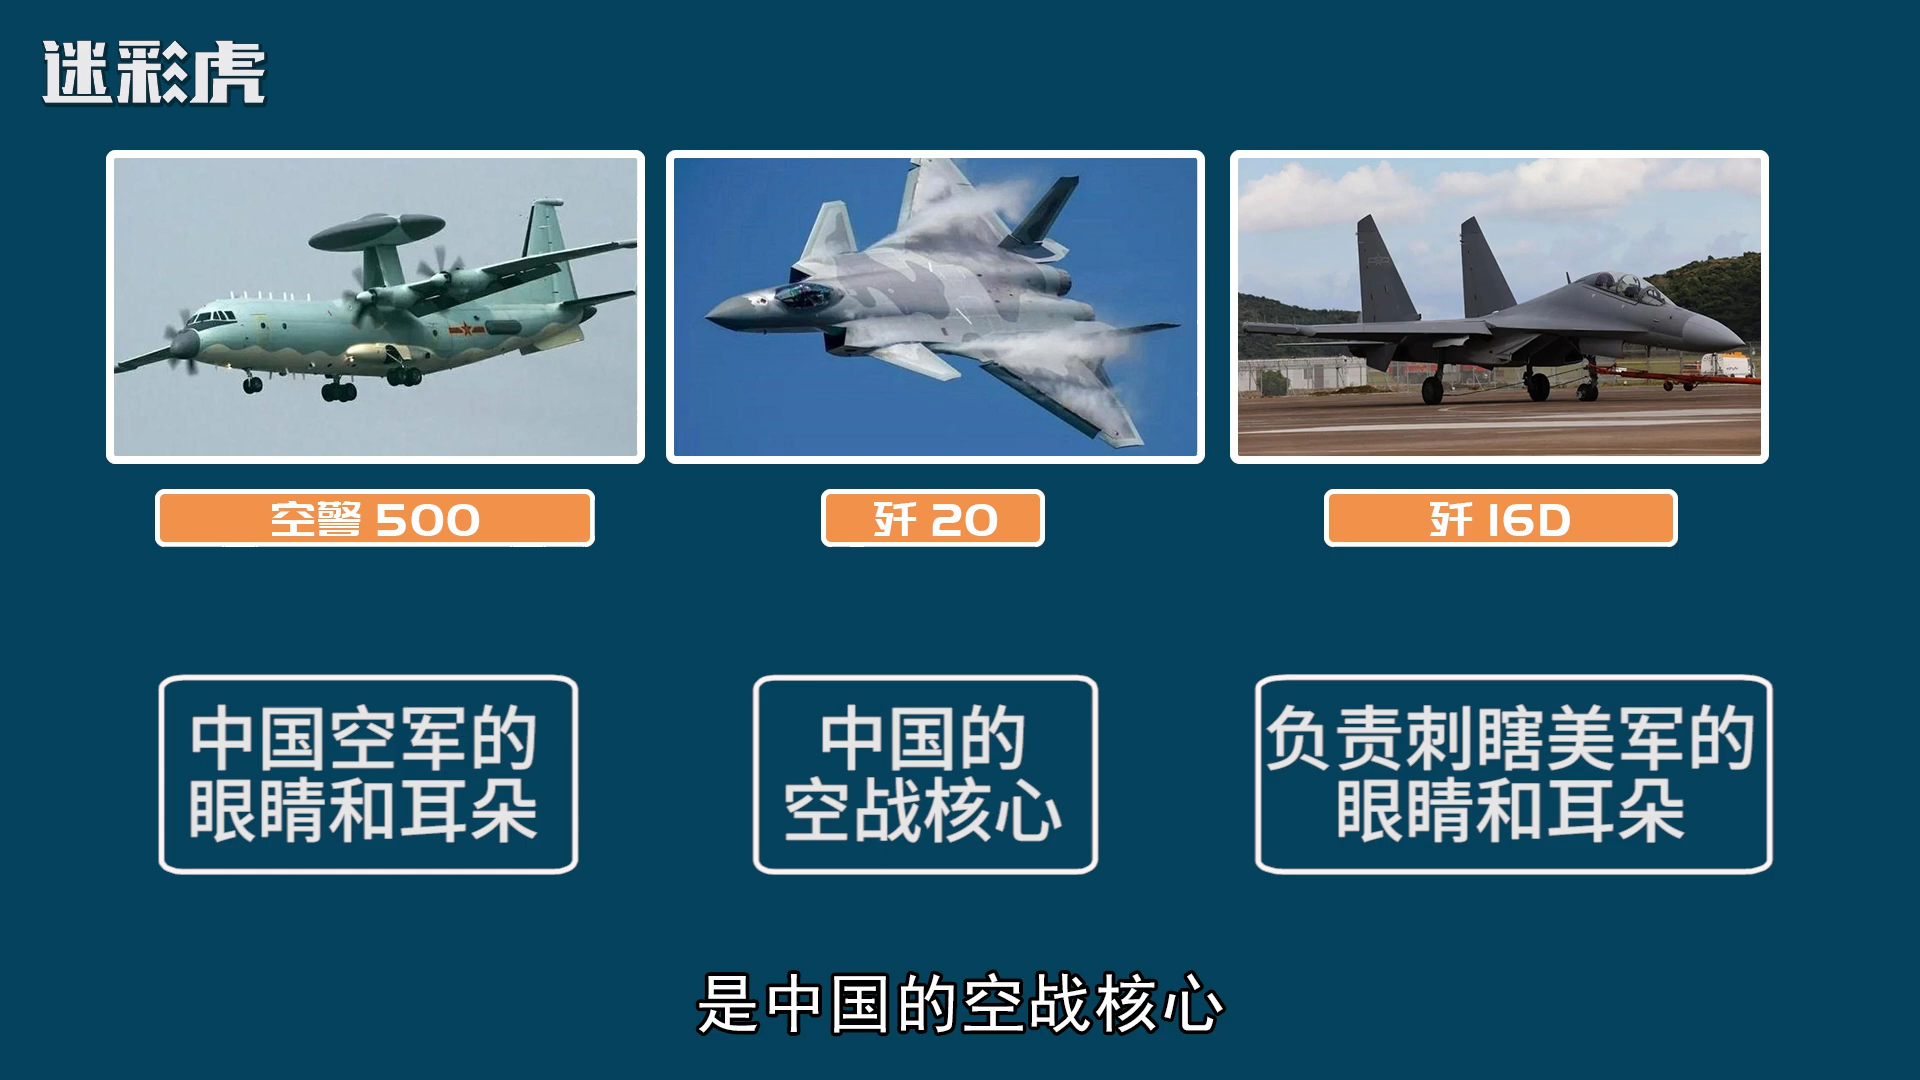 迷彩虎
空警500
歼20
歼16D
中国空军的
眼睛和耳朵
中国的
空战核心
负责刺瞎美军的
眼睛和耳朵
是中国的空战核心